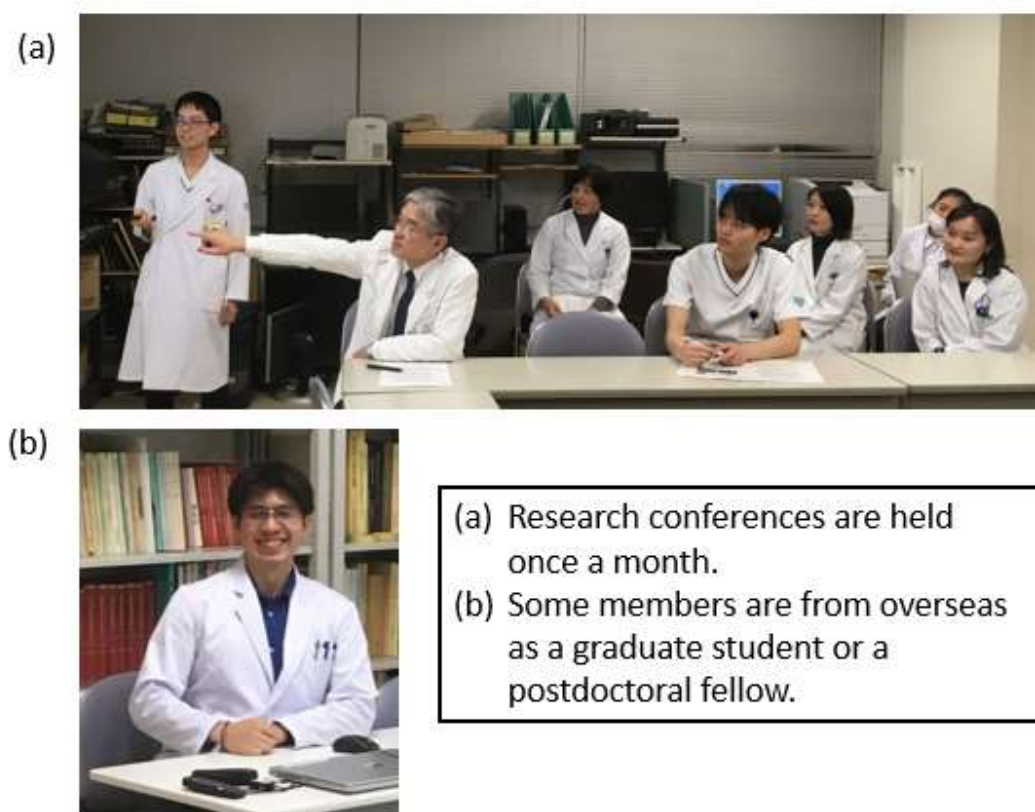 (a)
(b)
(a) Research conferences are held
once a month.
(b) Some members are from overseas
as a graduate student or a
postdoctoral fellow.